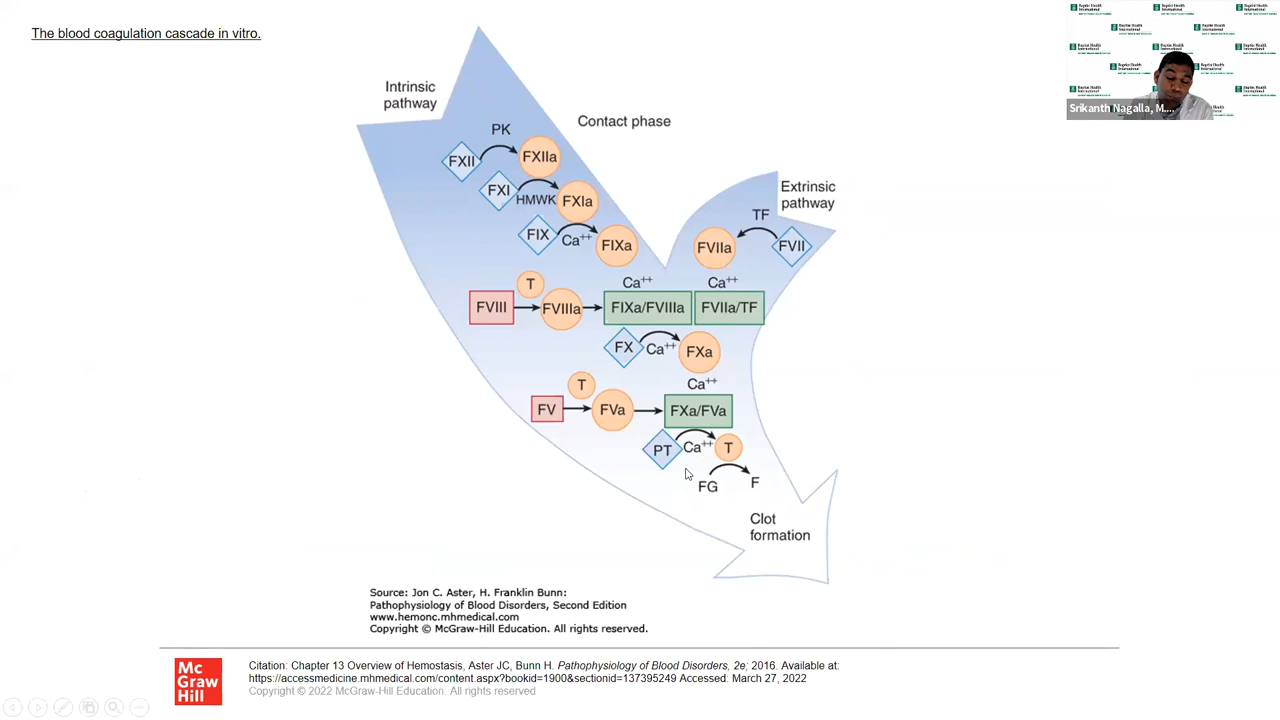 The blood coagulation cascade in vitro.
Baptist Health
International
Srikanth Nagalla, M....
Intrinsic
pathway
Contact phase
PK
FXII
FXIIa
FXI
HMWK
FXIa
FIX
Ca++
FIXa
Extrinsic
pathway
TF
FVIIa
FVII
T
Ca++
Ca++
FVIII
FVIIIa
FIXa/FVIIIa
FVIIa/TF
FX
Ca++
FXa
T
Ca++
FV
FVa
FXa/FVa
PT
Ca++
T
FG
F
Clot
formation
Source: Jon C. Aster, H. Franklin Bunn:
Pathophysiology of Blood Disorders, Second Edition
www.hemonc.mhmedical.com
Copyright © McGraw-Hill Education. All rights reserved.
Mc
Graw
Hill
Citation: Chapter 13 Overview of Hemostasis, Aster JC, Bunn H. Pathophysiology of Blood Disorders, 2e; 2016. Available at:
https://accessmedicine.mhmedical.com/content.aspx?bookid=1900&sectionid=137395249 Accessed: March 27, 2022
Copyright © 2022 McGraw-Hill Education. All rights reserved